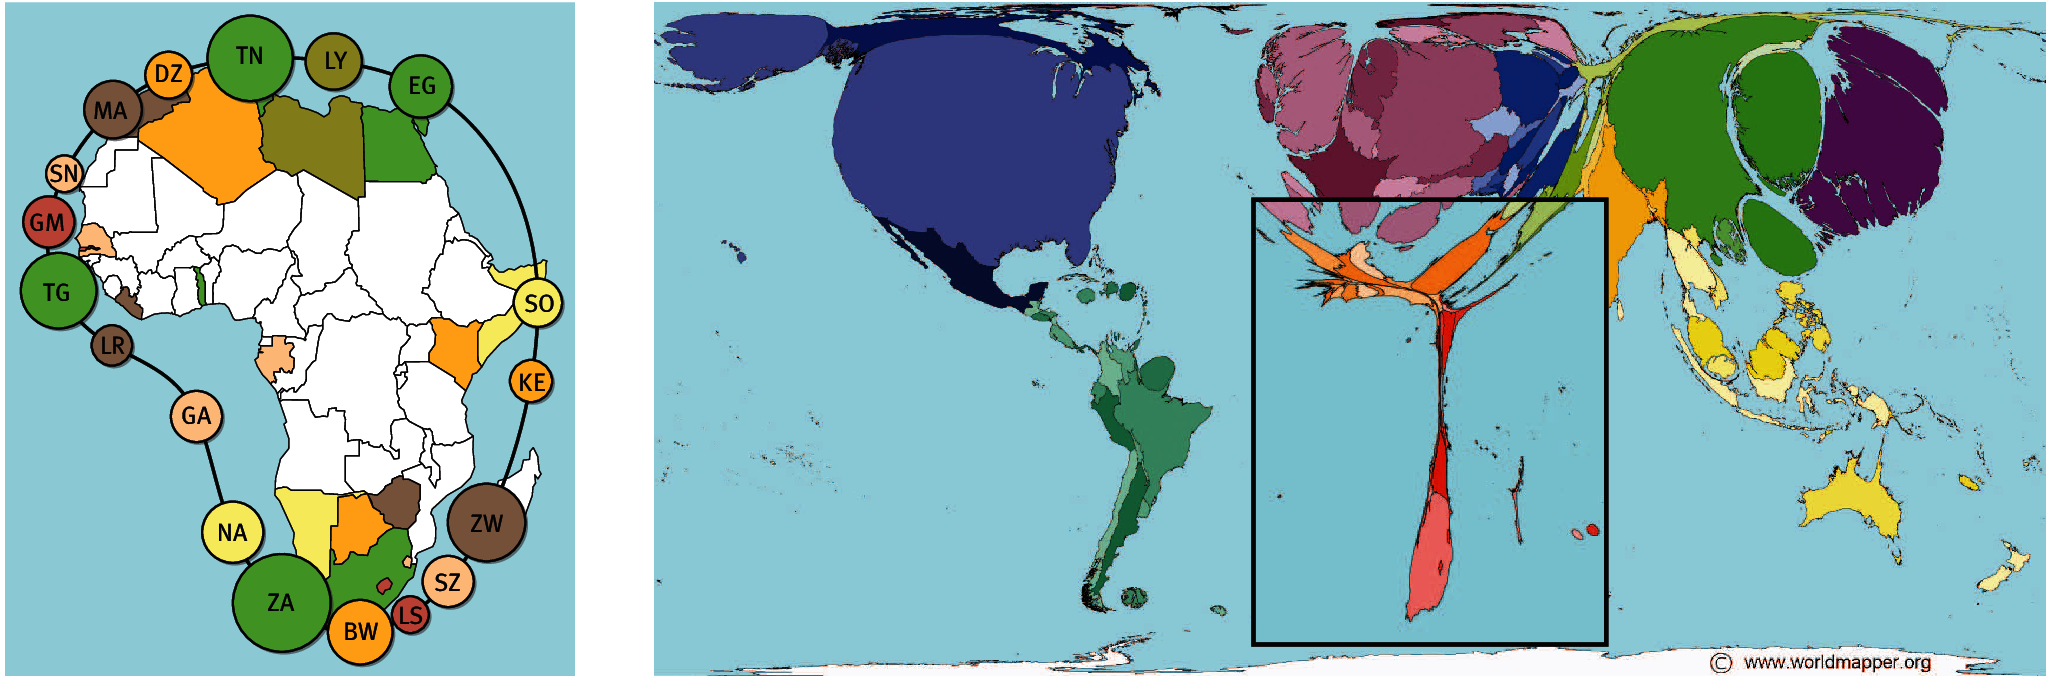 TN
LY
DZ
EG
MA
SN
GM
TG
SO
LR
KE
GA
NA
ZW
SZ
ZA
LS
BW
© www.worldmapper.org